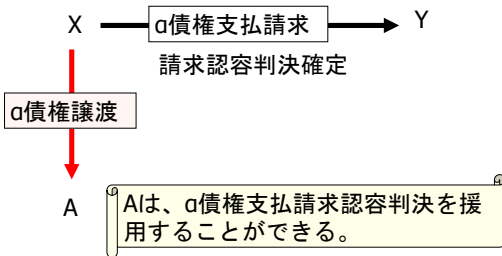 X
α債権支払請求
Y
請求認容判決確定
α債権譲渡
A
Aは、α債権支払請求認容判決を援
用することができる。